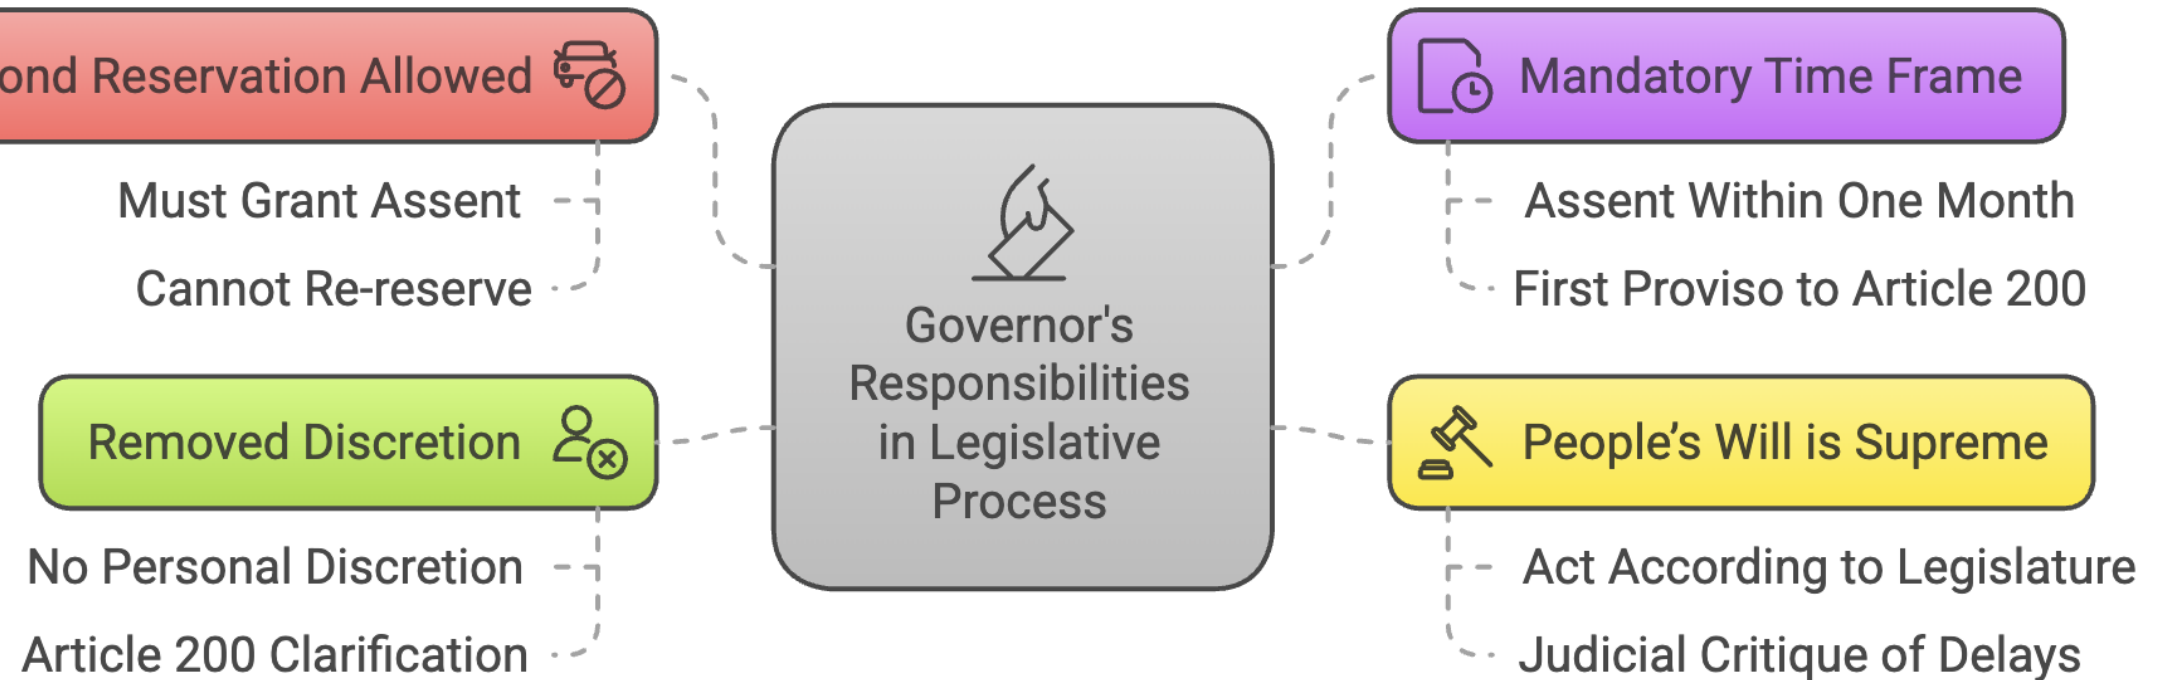 ond Reservation Allowed
Must Grant Assent
Cannot Re-reserve
Removed Discretion
No Personal Discretion
Article 200 Clarification
Governor's
Responsibilities
in Legislative
Process
Mandatory Time Frame
Assent Within One Month
First Proviso to Article 200
People’s Will is Supreme
Act According to Legislature
Judicial Critique of Delays